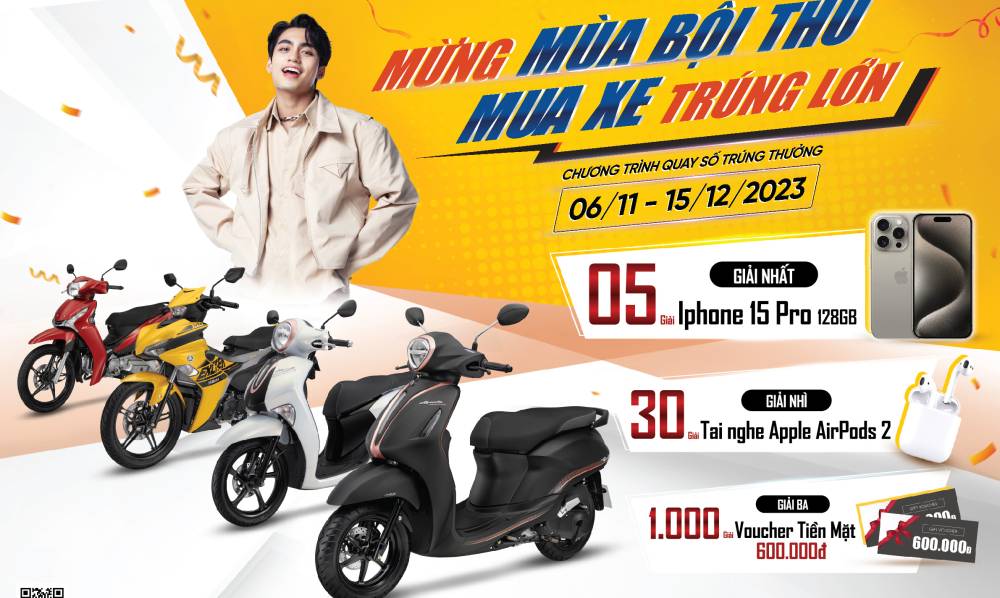 MỪNG MÙA BỘI THU
MUA XE TRÚNG LỚN
CHƯƠNG TRÌNH QUAY SỐ TRÚNG THƯỞNG
06/11 - 15/12/2023
GIẢI NHẤT
05 Giải Iphone 15 Pro 128GB
GIẢI NHÌ
30 Giải Tai nghe Apple AirPods 2
GIẢI BA
1.000 Giải Voucher Tiền Mặt
600.000đ
GIFT VOUCHER
600.000Đ